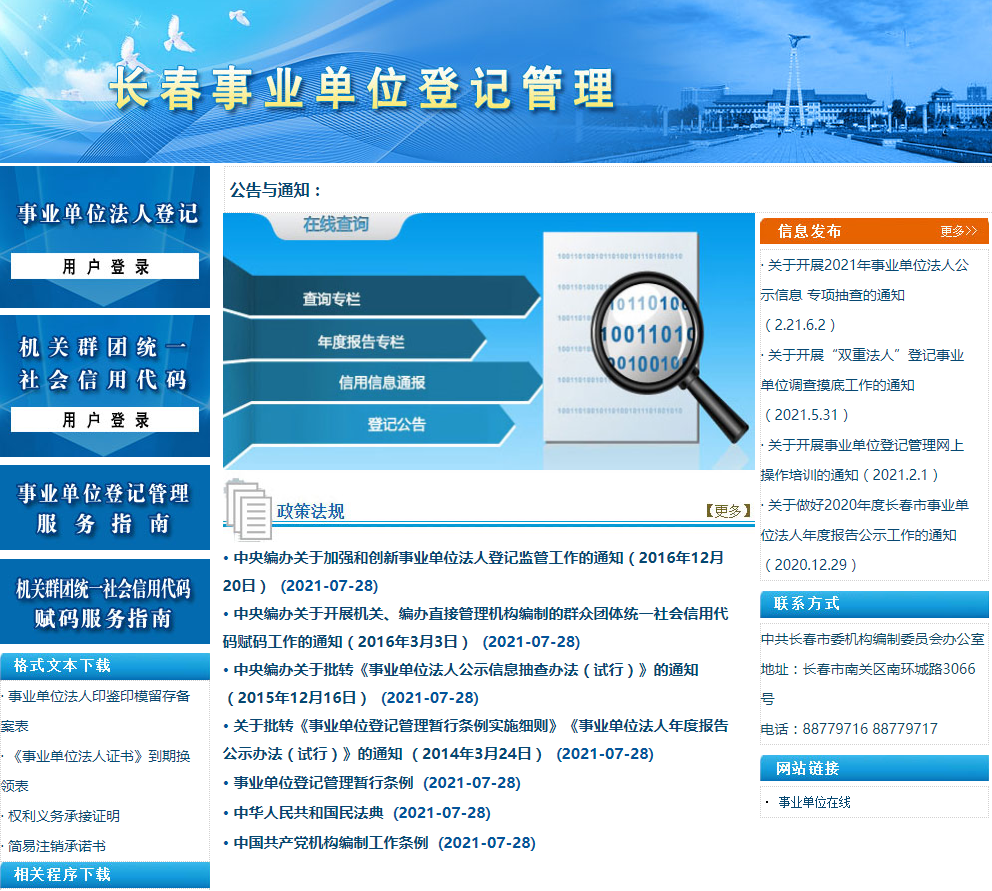 长春事业单位登记管理
事业单位法人登记
用 户 登 录
机 关 群 团 统 一
社 会 信 用 代 码
用 户 登 录
事业单位登记管理
服 务 指 南
机关群团统一社会信用代码
赋码服务指南
格式文本下载
· 事业单位法人印鉴印模留存备
案表
· 《事业单位法人证书》到期换
领表
· 权利义务承接证明
· 简易注销承诺书
相关程序下载
公告与通知：
在线查询
查询专栏
年度报告专栏
信用信息通报
登记公告
政策法规
【更多】
• 中央编办关于加强和创新事业单位法人登记监管工作的通知（2016年12月
20日） (2021-07-28)
• 中央编办关于开展机关、编办直接管理机构编制的群众团体统一社会信用代
码赋码工作的通知（2016年3月3日） (2021-07-28)
• 中央编办关于批转《事业单位法人公示信息抽查办法（试行）》的通知
（2015年12月16日） (2021-07-28)
• 关于批转《事业单位登记管理暂行条例实施细则》《事业单位法人年度报告
公示办法（试行）》的通知 （2014年3月24日） (2021-07-28)
• 事业单位登记管理暂行条例 (2021-07-28)
• 中华人民共和国民法典 (2021-07-28)
• 中国共产党机构编制工作条例 (2021-07-28)
信息发布
更多>>
· 关于开展2021年事业单位法人公
示信息 专项抽查的通知
（2.21.6.2）
· 关于开展“双重法人”登记事业
单位调查摸底工作的通知
（2021.5.31）
· 关于开展事业单位登记管理网上
操作培训的通知（2021.2.1）
· 关于做好2020年度长春市事业单
位法人年度报告公示工作的通知
（2020.12.29）
联系方式
中共长春市委机构编制委员会办公室
地址：长春市南关区南环城路3066
号
电话：88779716 88779717
网站链接
· 事业单位在线